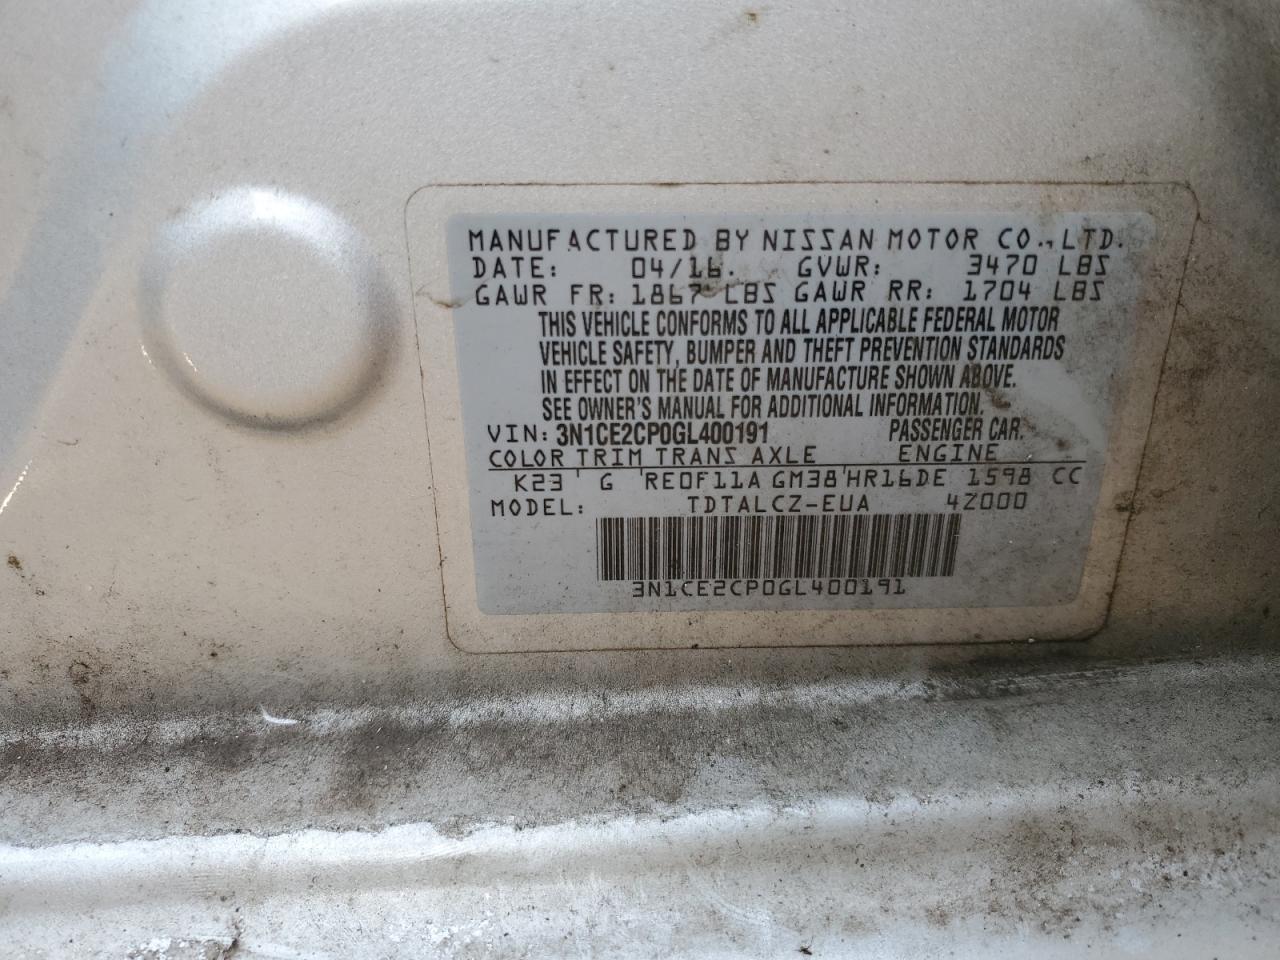 MANUFACTURED BY NISSAN MOTOR CO., LTD.
DATE: 04/16. GVWR: 3470 LBS
GAWR FR: 1867 LBS GAWR RR: 1704 LBS
THIS VEHICLE CONFORMS TO ALL APPLICABLE FEDERAL MOTOR
VEHICLE SAFETY, BUMPER AND THEFT PREVENTION STANDARDS
IN EFFECT ON THE DATE OF MANUFACTURE SHOWN ABOVE.
SEE OWNER'S MANUAL FOR ADDITIONAL INFORMATION.
VIN: 3N1CE2CP0GL400191 PASSENGER CAR.
COLOR TRIM TRANS AXLE ENGINE
K23 G RE0F11A GM38 HR16DE 1598 CC
MODEL: TDTALCZ-EUA 4Z000
3N1CE2CP0GL400191